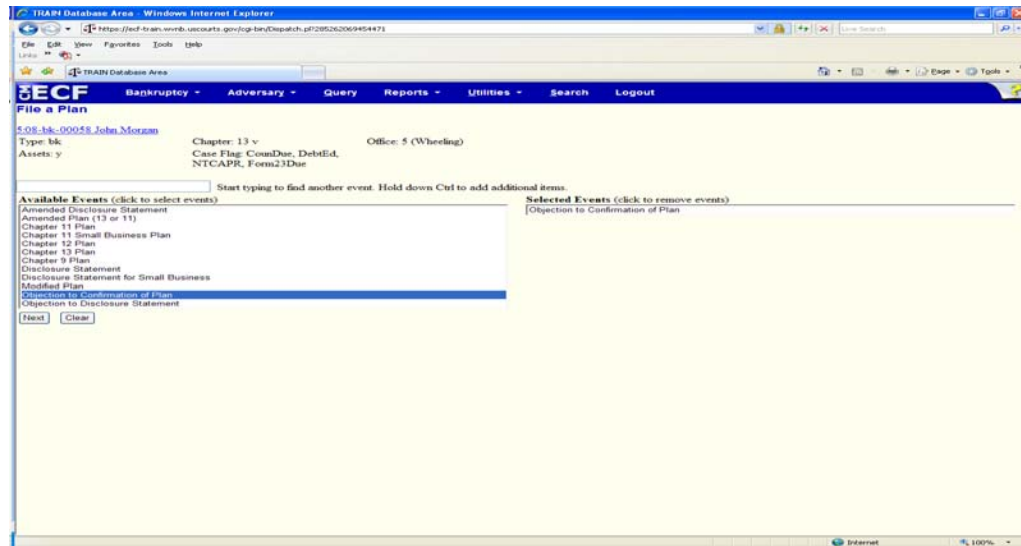 TRAIN Database Area - Windows Internet Explorer
https://ecf-train.wvnb.uscourts.gov/cgi-bin/Dispatch.pl?285262069454471
Live Search
File Edit View Favorites Tools Help
Links »
TRAIN Database Area
Page Tools
ECF Bankruptcy Adversary Query Reports Utilities Search Logout
File a Plan
5:08-bk-00058 John Morgan
Type: bk Chapter: 13 v Office: 5 (Wheeling)
Assets: y Case Flag: CounDue, DebtEd,
NTCAPR, Form23Due
Start typing to find another event. Hold down Ctrl to add additional items.
Available Events (click to select events) Selected Events (click to remove events)
Amended Disclosure Statement Objection to Confirmation of Plan
Amended Plan (13 or 11)
Chapter 11 Plan
Chapter 11 Small Business Plan
Chapter 12 Plan
Chapter 13 Plan
Chapter 9 Plan
Disclosure Statement
Disclosure Statement for Small Business
Modified Plan
Objection to Confirmation of Plan
Objection to Disclosure Statement
Next Clear
Internet 100%